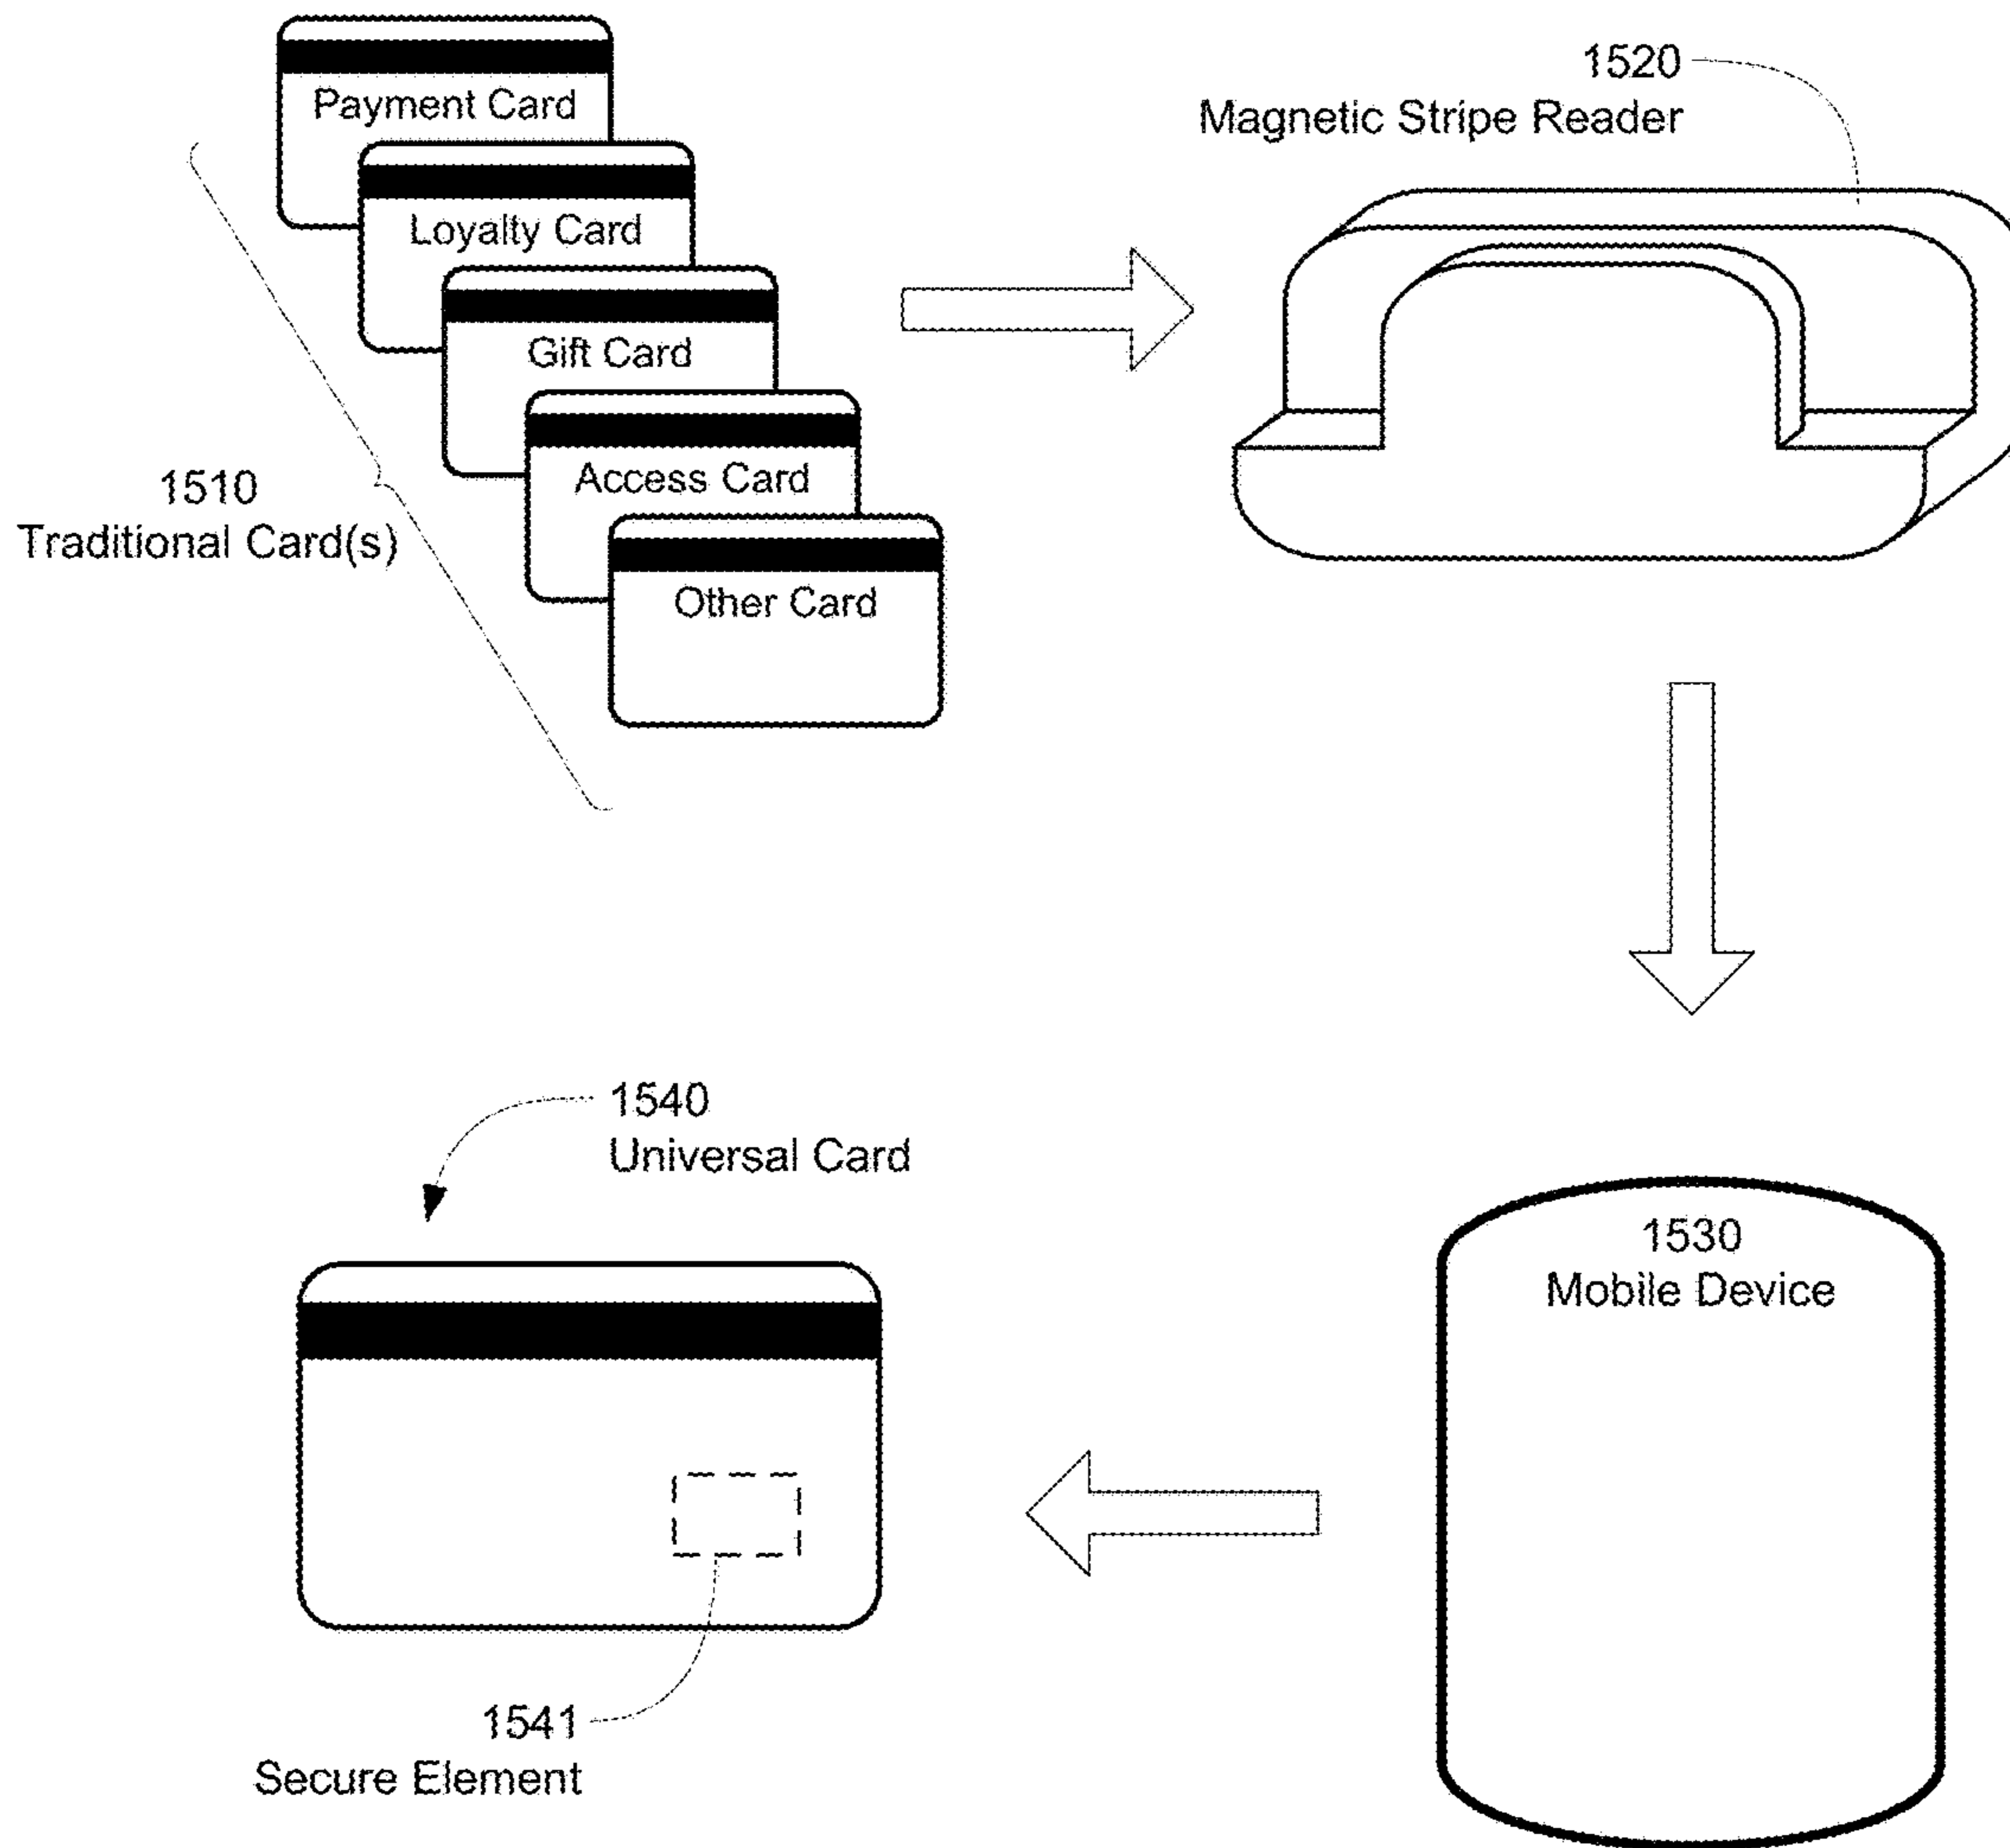 Payment Card
Loyalty Card
Gift Card
Access Card
Other Card
1510
Traditional Card(s)
1520
Magnetic Stripe Reader
1540
Universal Card
1530
Mobile Device
1541
Secure Element